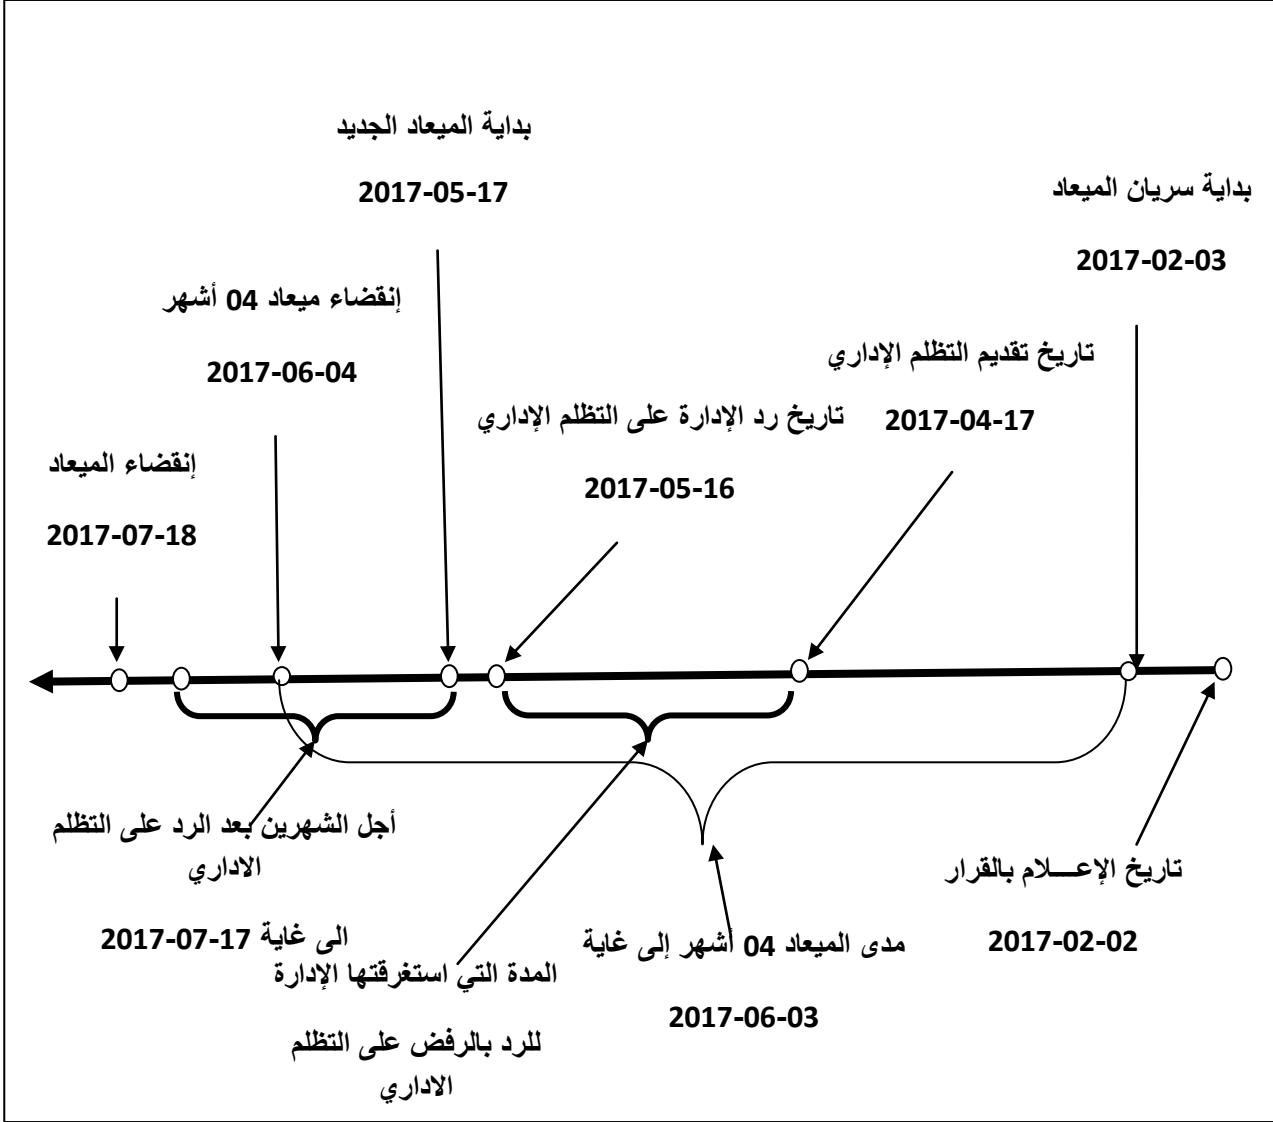 بداية الميعاد الجديد
2017-05-17
بداية سريان الميعاد
2017-02-03
إنقضاء ميعاد 04 أشهر
2017-06-04
تاريخ تقديم التظلم الإداري
2017-04-17
تاريخ رد الإدارة على التظلم الإداري
2017-05-16
إنقضاء الميعاد
2017-07-18
أجل الشهرين بعد الرد على التظلم
الاداري
الى غاية 17-07-2017
تاريخ الإعـــلام بالقرار
2017-02-02
مدى الميعاد 04 أشهر إلى غاية
2017-06-03
المدة التي استغرقتها الإدارة
للرد بالرفض على التظلم
الاداري